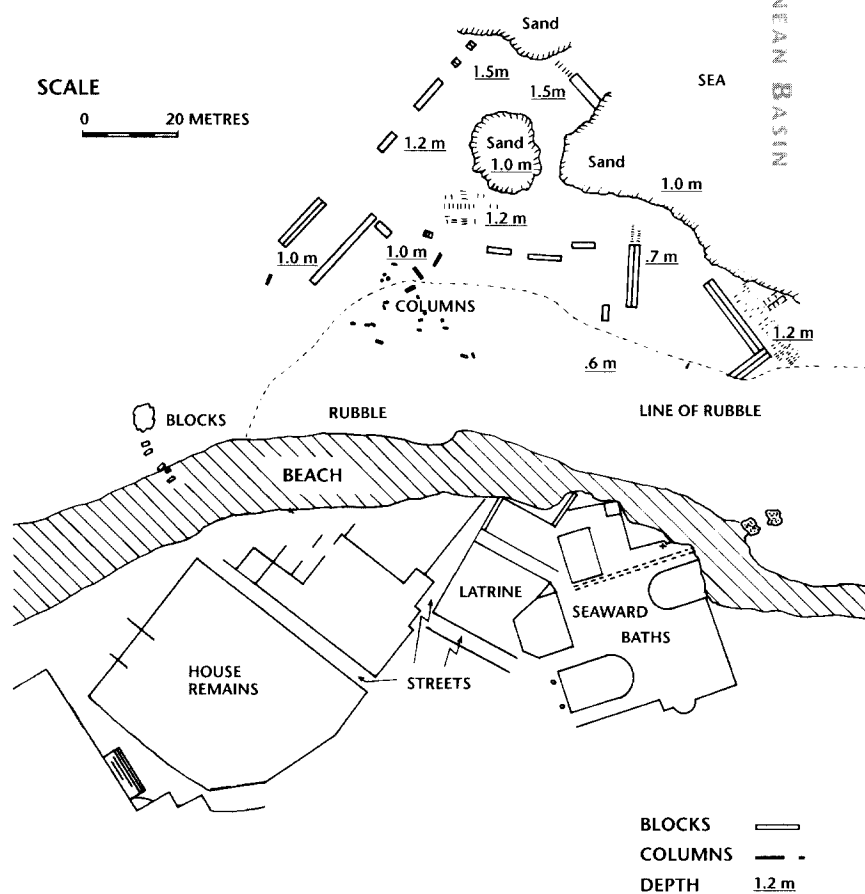 Sand
NEAN BASIN
SCALE
0 20 METRES
1.5m
1.5m
SEA
1.2 m
Sand
1.0 m
Sand
1.0 m
1.2 m
1.0 m
1.0 m
.7 m
COLUMNS
1.2 m
.6 m
BLOCKS
RUBBLE
LINE OF RUBBLE
BEACH
LATRINE
SEAWARD
BATHS
HOUSE
REMAINS
STREETS
BLOCKS
COLUMNS
DEPTH 1.2 m